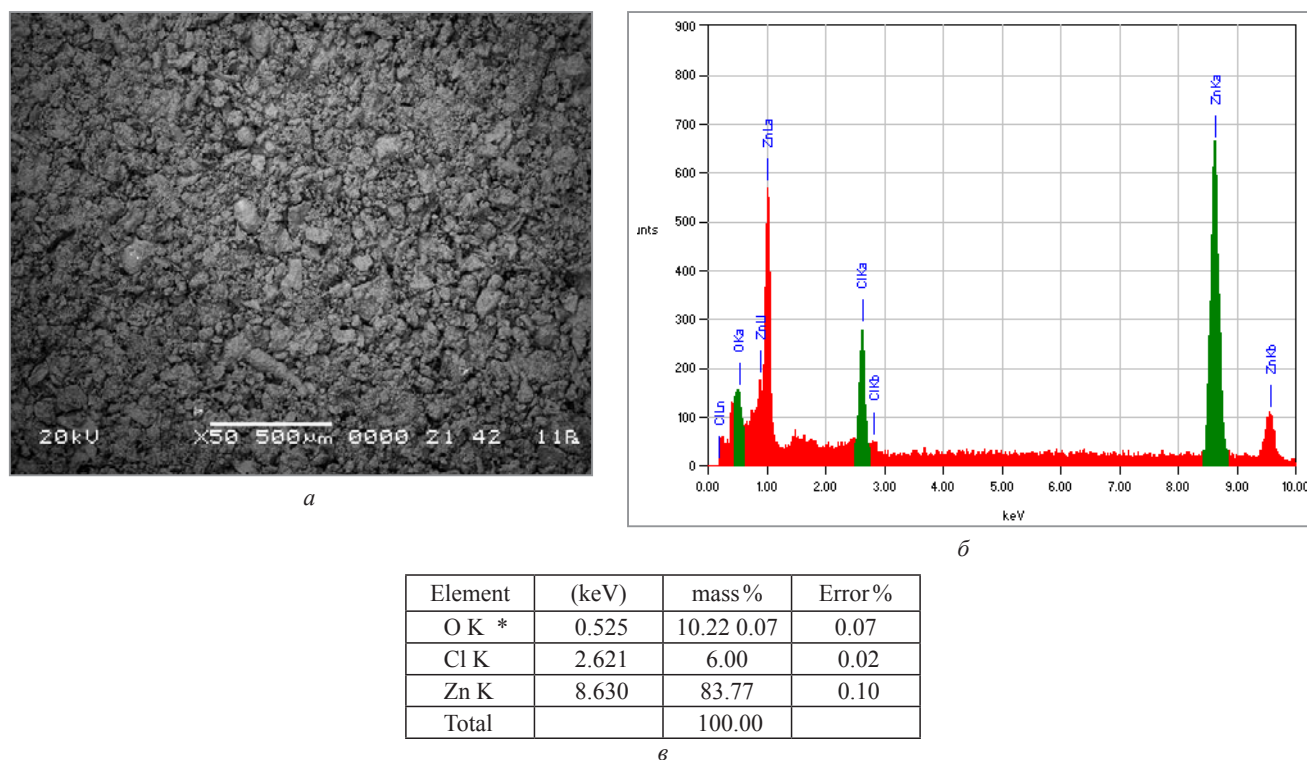 20kV X50 500µm 0000 21 42 11
а
900
800
700
600
500
400
300
200
100
0
unts
ClLn
OKa
ZnLl
ZnLa
ClKa
ClKb
ZnKa
ZnKb
0.00 1.00 2.00 3.00 4.00 5.00 6.00 7.00 8.00 9.00 10.00
keV
б
Element (keV) mass% Error%
O K * 0.525 10.22 0.07 0.07
Cl K 2.621 6.00 0.02
Zn K 8.630 83.77 0.10
Total 100.00
в